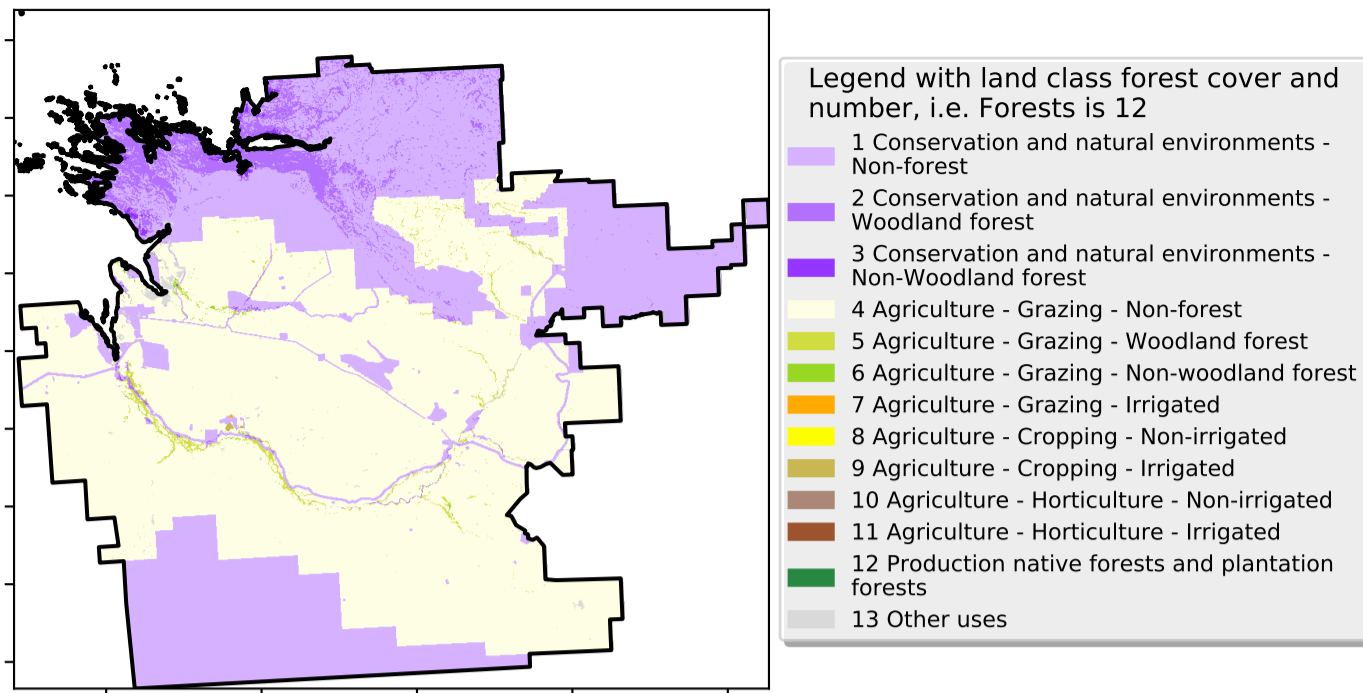 Legend with land class forest cover and
number, i.e. Forests is 12
1 Conservation and natural environments -
Non-forest
2 Conservation and natural environments -
Woodland forest
3 Conservation and natural environments -
Non-Woodland forest
4 Agriculture - Grazing - Non-forest
5 Agriculture - Grazing - Woodland forest
6 Agriculture - Grazing - Non-woodland forest
7 Agriculture - Grazing - Irrigated
8 Agriculture - Cropping - Non-irrigated
9 Agriculture - Cropping - Irrigated
10 Agriculture - Horticulture - Non-irrigated
11 Agriculture - Horticulture - Irrigated
12 Production native forests and plantation
forests
13 Other uses